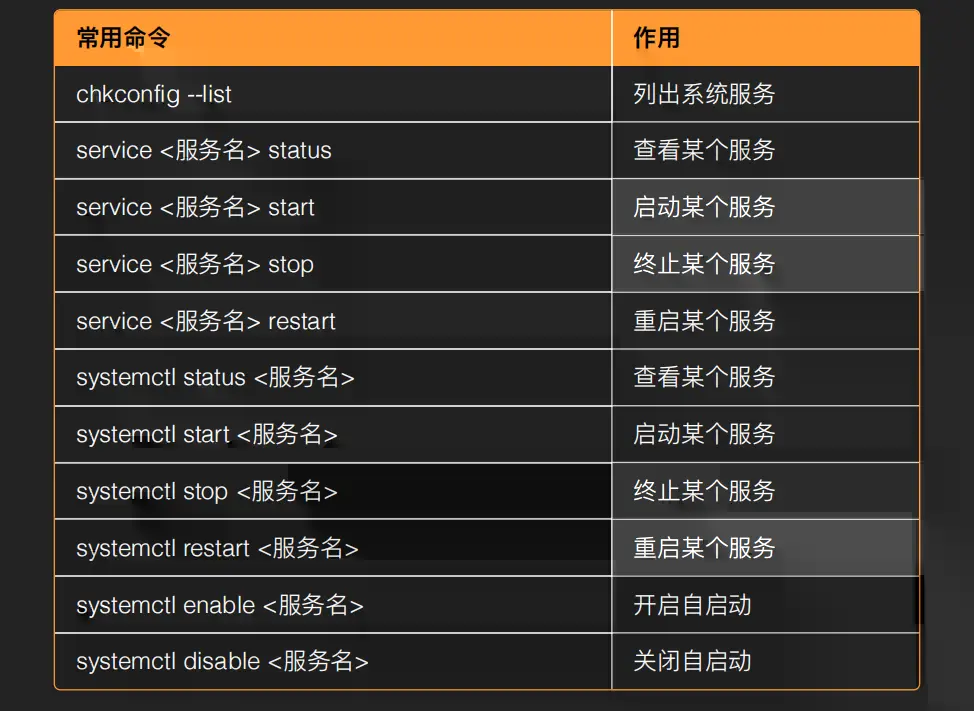 常用命令 作用
chkconfig --list 列出系统服务
service <服务名> status 查看某个服务
service <服务名> start 启动某个服务
service <服务名> stop 终止某个服务
service <服务名> restart 重启某个服务
systemctl status <服务名> 查看某个服务
systemctl start <服务名> 启动某个服务
systemctl stop <服务名> 终止某个服务
systemctl restart <服务名> 重启某个服务
systemctl enable <服务名> 开启自启动
systemctl disable <服务名> 关闭自启动